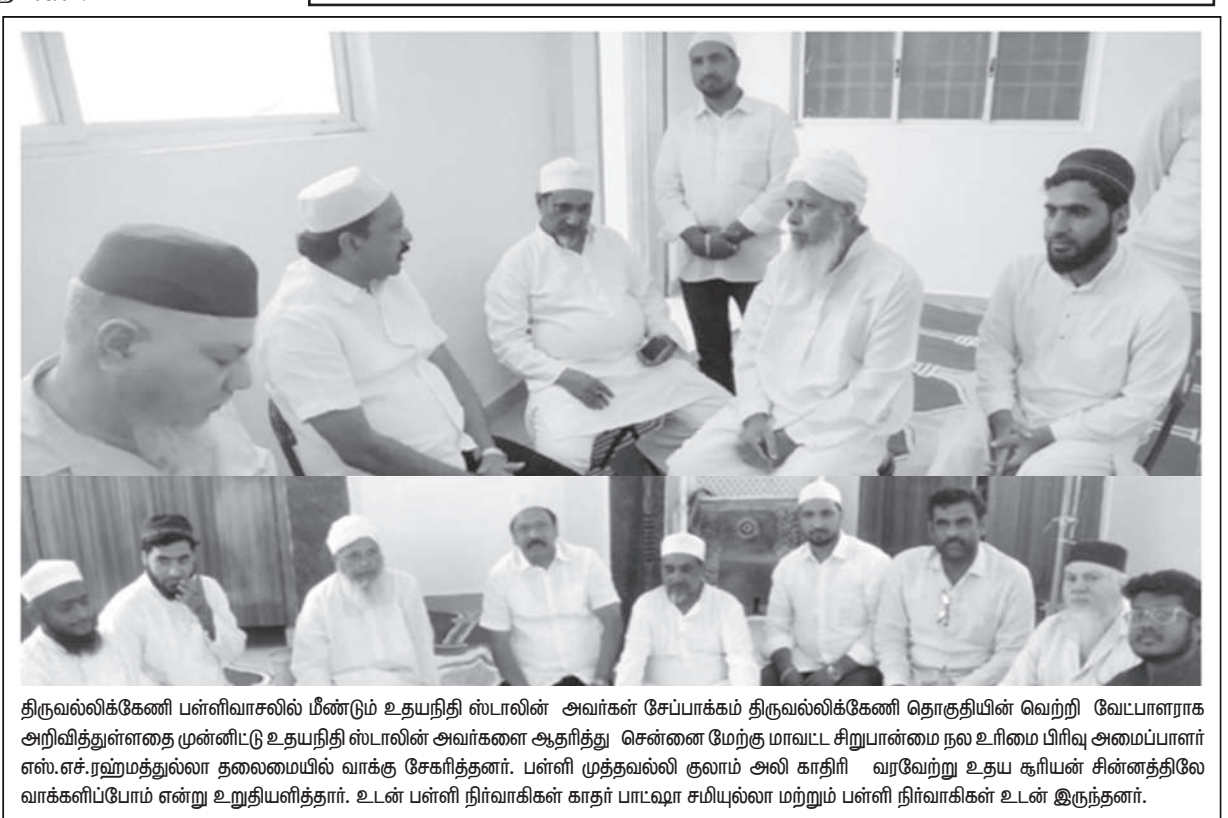 திருவல்லிக்கேணி பள்ளிவாசலில் மீண்டும் உதயநிதி ஸ்டாலின் அவர்கள் சேப்பாக்கம் திருவல்லிக்கேணி தொகுதியின் வெற்றி வேட்பாளராக
அறிவித்துள்ளதை முன்னிட்டு உதயநிதி ஸ்டாலின் அவர்களை ஆதரித்து சென்னை மேற்கு மாவட்ட சிறுபான்மை நல உரிமை பிரிவு அமைப்பாளர்
எஸ்.எச்.ரஹ்மத்துல்லா தலைமையில் வாக்கு சேகரித்தனர். பள்ளி முத்தவல்லி குலாம் அலி காதிரி வரவேற்று உதய சூரியன் சின்னத்திலே
வாக்களிப்போம் என்று உறுதியளித்தார். உடன் பள்ளி நிர்வாகிகள் காதர் பாட்ஷா சமியுல்லா மற்றும் பள்ளி நிர்வாகிகள் உடன் இருந்தனர்.